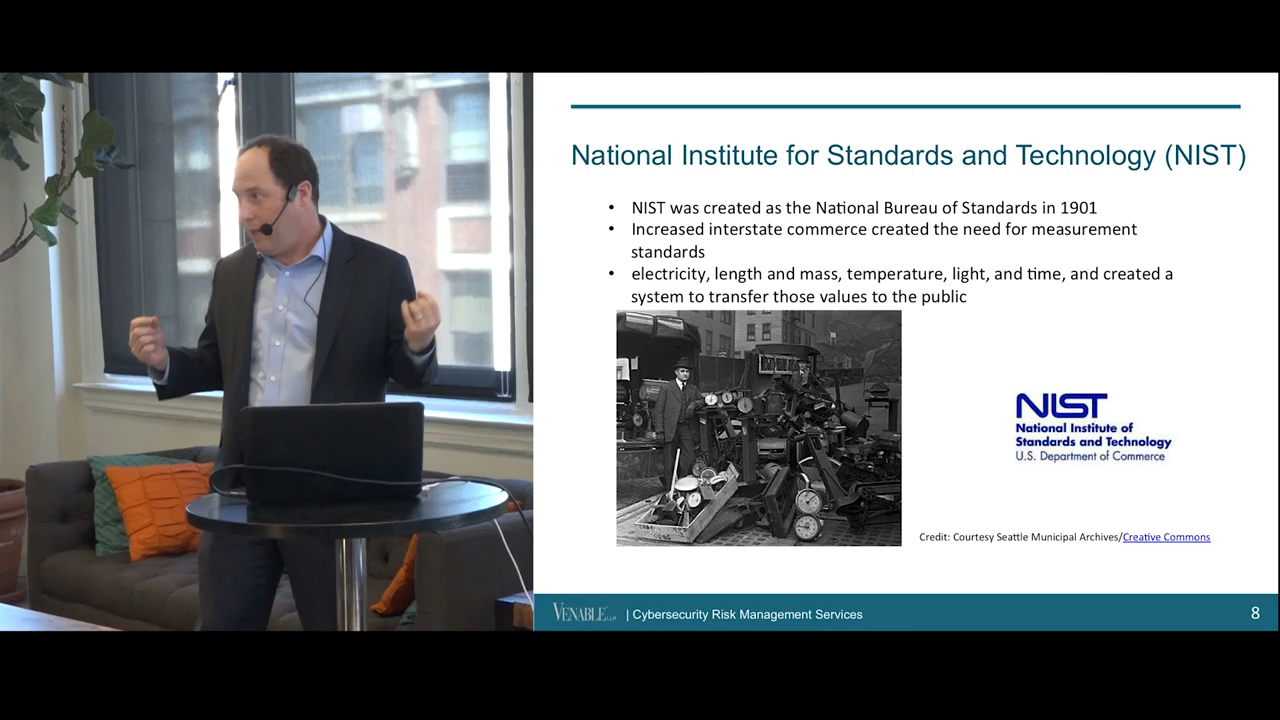 National Institute for Standards and Technology (NIST)
• NIST was created as the National Bureau of Standards in 1901
• Increased interstate commerce created the need for measurement
standards
• electricity, length and mass, temperature, light, and time, and created a
system to transfer those values to the public
NIST
National Institute of
Standards and Technology
U.S. Department of Commerce
Credit: Courtesy Seattle Municipal Archives/Creative Commons
VENABLE LLP | Cybersecurity Risk Management Services
8